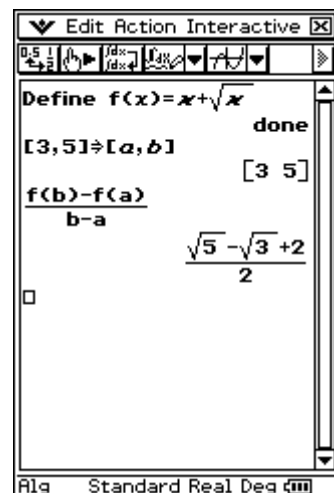 Edit Action Interactive
Define f(x)=x+√x
done
[3,5]⇒[a,b]
[3 5]
f(b)-f(a)
b-a
√5 -√3 +2
2
Alg Standard Real Deg